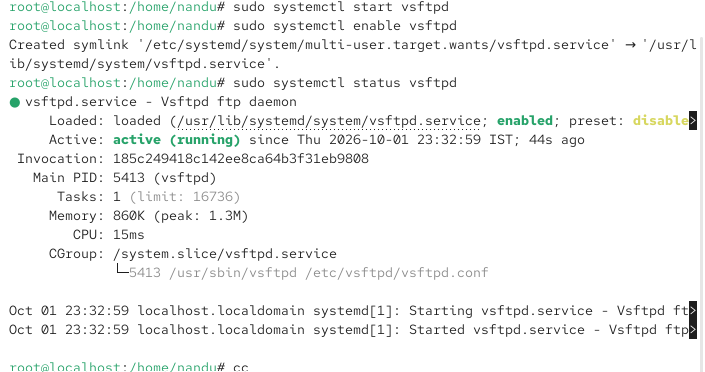 root@localhost:/home/nandu# sudo systemctl start vsftpd
root@localhost:/home/nandu# sudo systemctl enable vsftpd
Created symlink '/etc/systemd/system/multi-user.target.wants/vsftpd.service' → '/usr/l
ib/systemd/system/vsftpd.service'.
root@localhost:/home/nandu# sudo systemctl status vsftpd
● vsftpd.service - Vsftpd ftp daemon
     Loaded: loaded (/usr/lib/systemd/system/vsftpd.service; enabled; preset: disable>
     Active: active (running) since Thu 2026-10-01 23:32:59 IST; 44s ago
 Invocation: 185c249418c142ee8ca64b3f31eb9808
   Main PID: 5413 (vsftpd)
      Tasks: 1 (limit: 16736)
     Memory: 860K (peak: 1.3M)
        CPU: 15ms
     CGroup: /system.slice/vsftpd.service
             └─5413 /usr/sbin/vsftpd /etc/vsftpd/vsftpd.conf
Oct 01 23:32:59 localhost.localdomain systemd[1]: Starting vsftpd.service - Vsftpd ft>
Oct 01 23:32:59 localhost.localdomain systemd[1]: Started vsftpd.service - Vsftpd ftp>
root@localhost:/home/nandu# cc